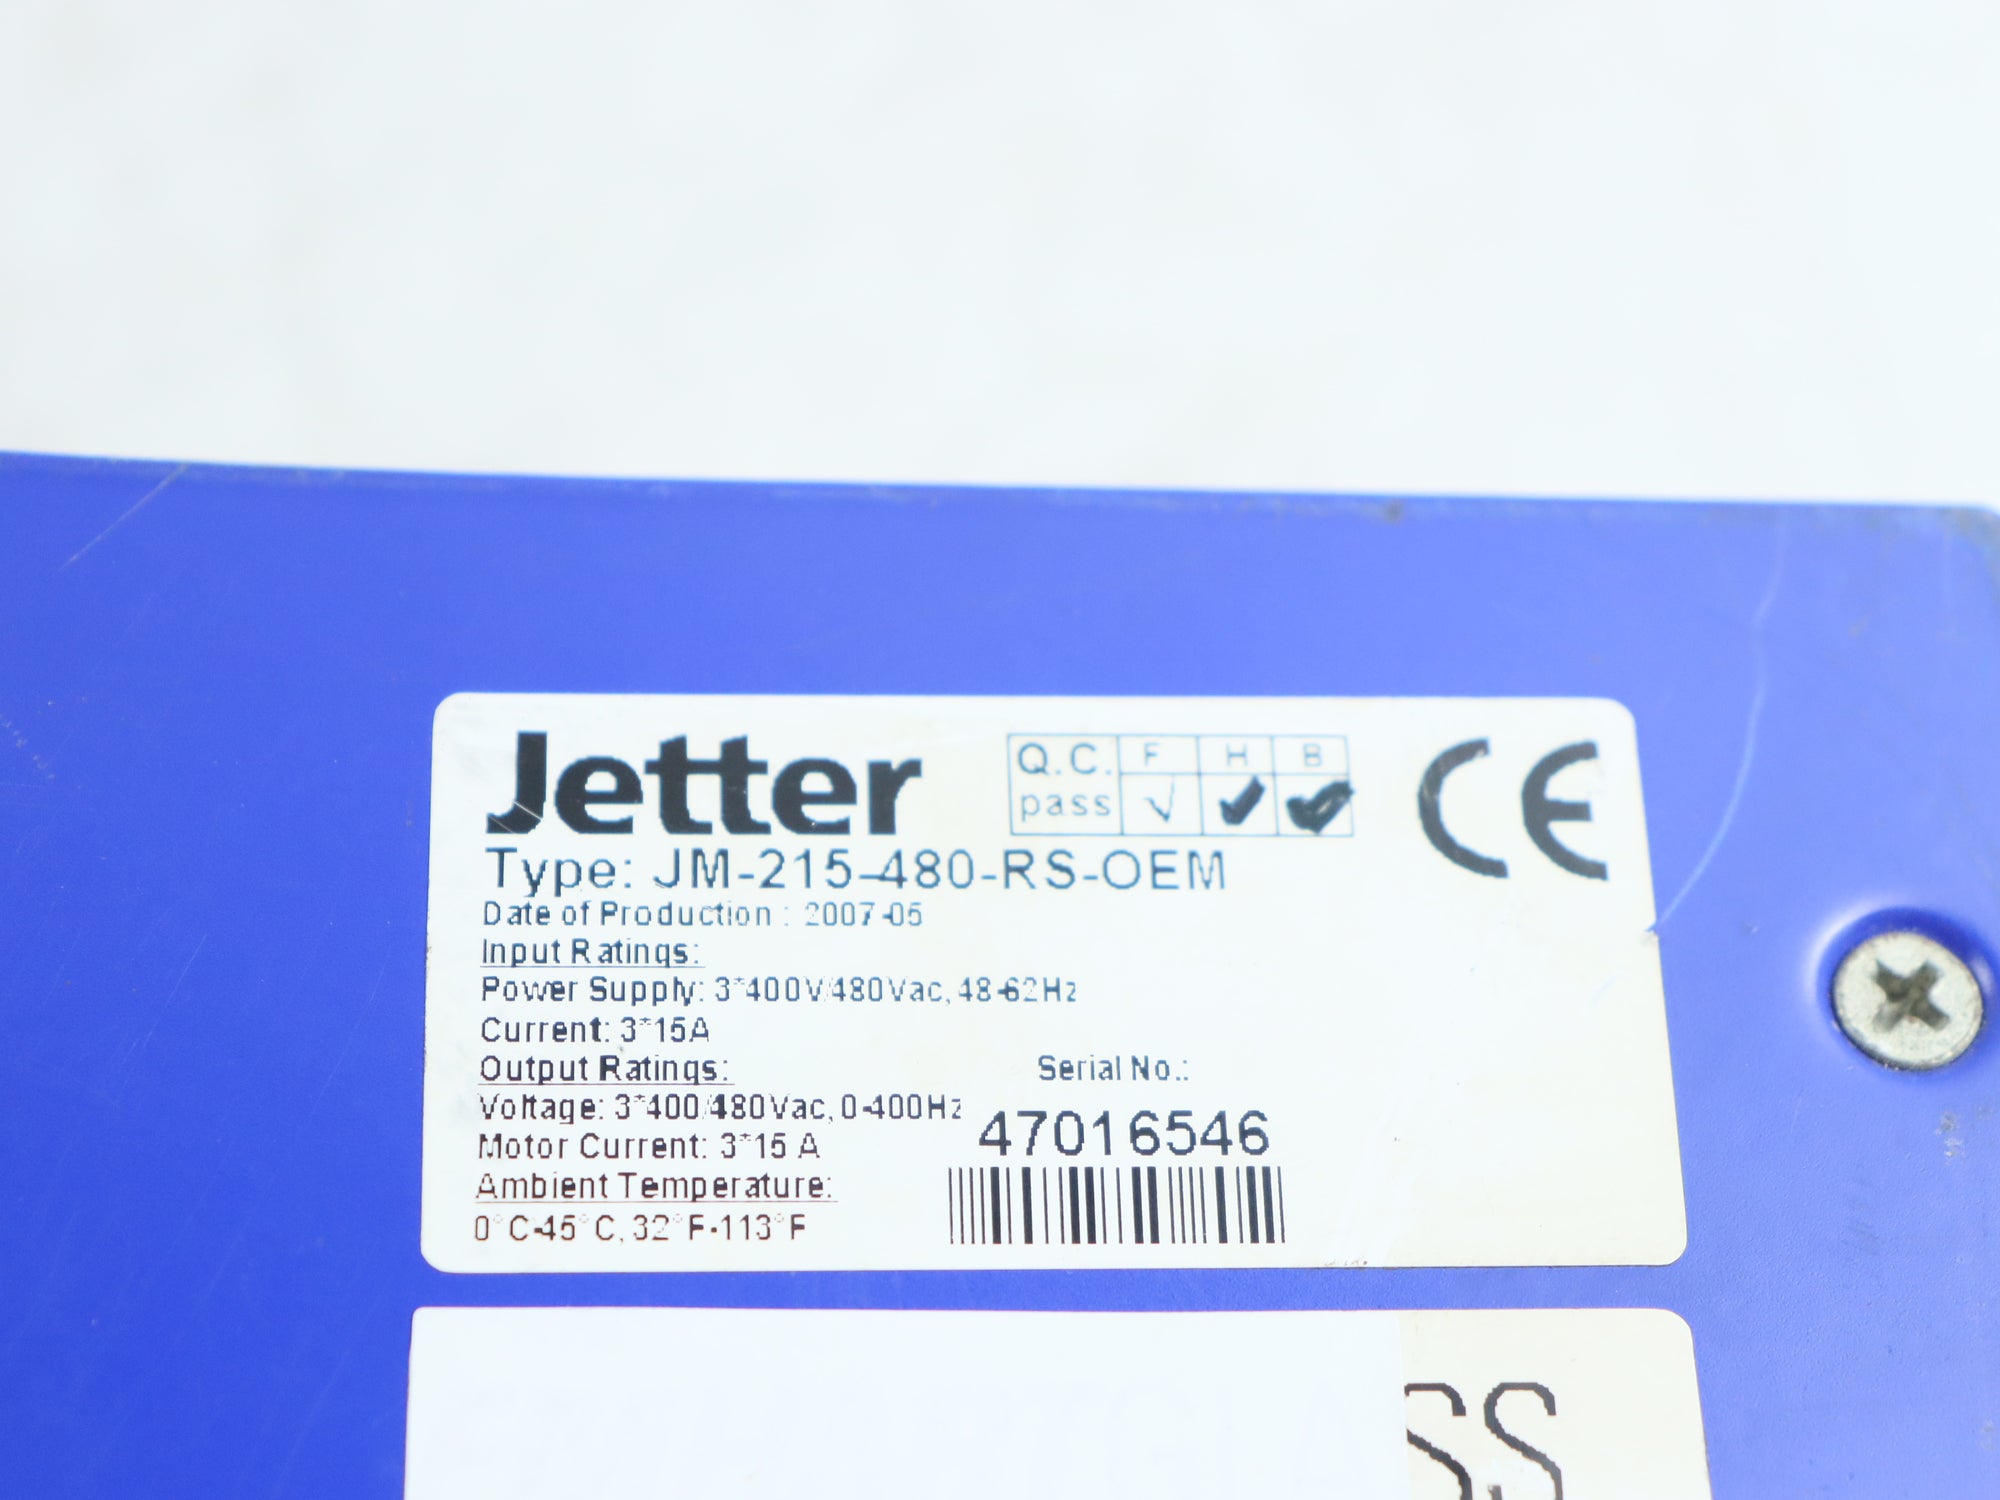 Jetter
Q.C. F H B
pass √ ✓ ✓
CE
Type: JM-215-480-RS-OEM
Date of Production : 2007-05
Input Ratings:
Power Supply: 3*400V/480Vac, 48-62Hz
Current: 3*15A
Output Ratings:
Voltage: 3*400/480Vac, 0-400Hz
Motor Current: 3*15 A
Ambient Temperature:
0°C-45°C, 32°F-113°F
Serial No.:
47016546
SS